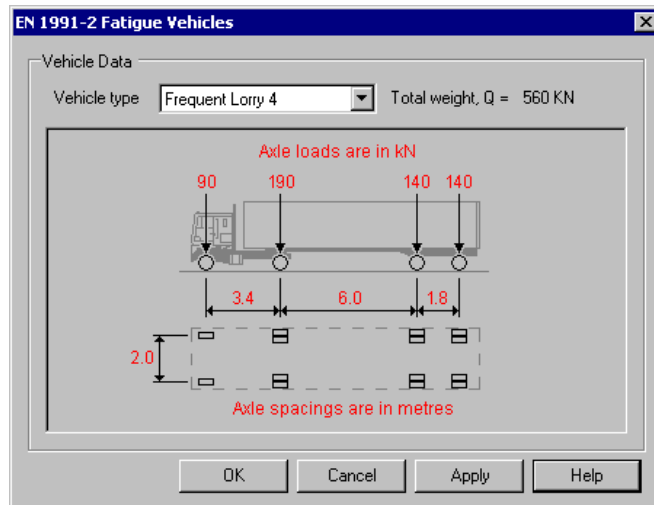 EN 1991-2 Fatigue Vehicles
Vehicle Data
Vehicle type Frequent Lorry 4 Total weight, Q = 560 KN
Axle loads are in kN
90 190 140 140
3.4 6.0 1.8
2.0
Axle spacings are in metres
OK Cancel Apply Help